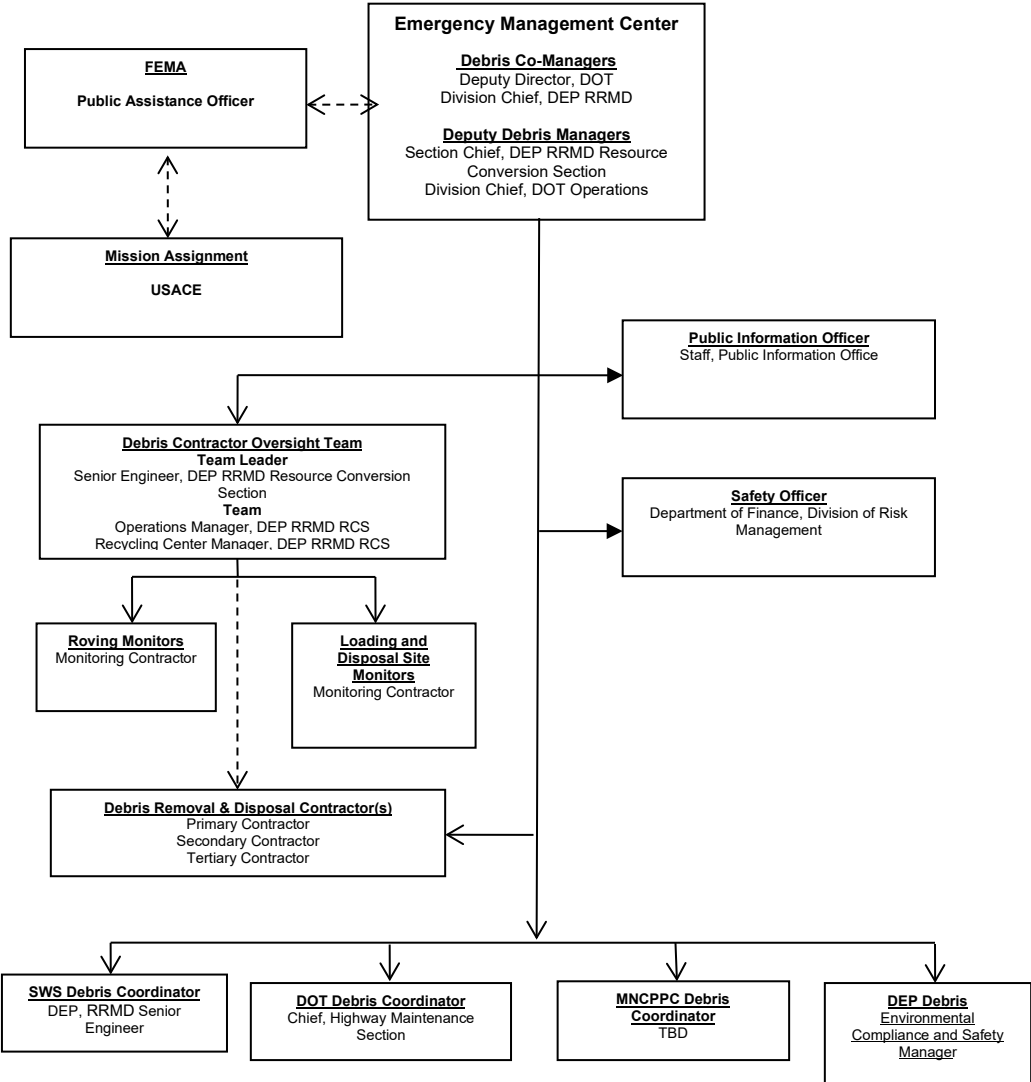 Emergency Management Center
Debris Co-Managers
Deputy Director, DOT
Division Chief, DEP RRMD
Deputy Debris Managers
Section Chief, DEP RRMD Resource
Conversion Section
Division Chief, DOT Operations
FEMA
Public Assistance Officer
Mission Assignment
USACE
Public Information Officer
Staff, Public Information Office
Debris Contractor Oversight Team
Team Leader
Senior Engineer, DEP RRMD Resource Conversion
Section
Team
Operations Manager, DEP RRMD RCS
Recycling Center Manager, DEP RRMD RCS
Safety Officer
Department of Finance, Division of Risk
Management
Roving Monitors
Monitoring Contractor
Loading and
Disposal Site
Monitors
Monitoring Contractor
Debris Removal & Disposal Contractor(s)
Primary Contractor
Secondary Contractor
Tertiary Contractor
SWS Debris Coordinator
DEP, RRMD Senior
Engineer
DOT Debris Coordinator
Chief, Highway Maintenance
Section
MNCPPC Debris
Coordinator
TBD
DEP Debris
Environmental
Compliance and Safety
Manager